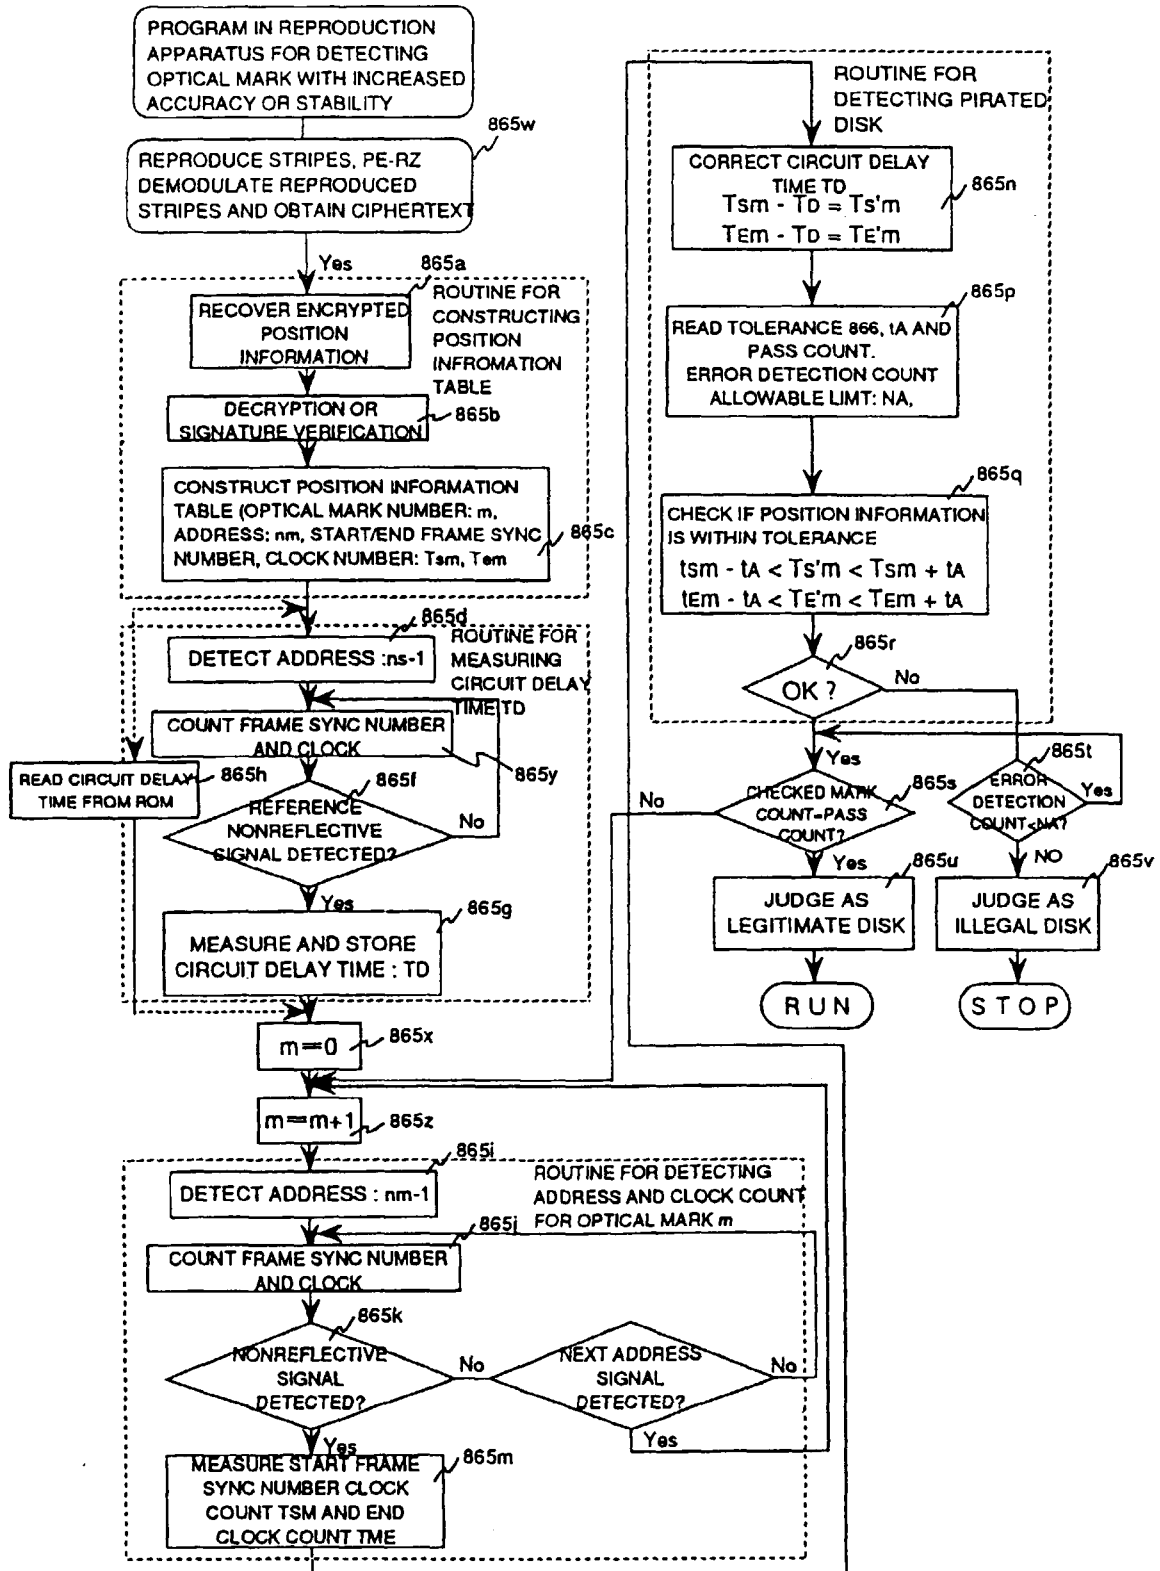 PROGRAM IN REPRODUCTION
APPARATUS FOR DETECTING
OPTICAL MARK WITH INCREASED
ACCURACY OR STABILITY
865w
REPRODUCE STRIPES, PE-RZ
DEMODULATE REPRODUCED
STRIPES AND OBTAIN CIPHERTEXT
Yes
865a
RECOVER ENCRYPTED
POSITION
INFORMATION
ROUTINE FOR
CONSTRUCTING
POSITION
INFROMATION
TABLE
DECRYPTION OR
SIGNATURE VERIFICATION
865b
CONSTRUCT POSITION INFORMATION
TABLE (OPTICAL MARK NUMBER: m,
ADDRESS: nm, START/END FRAME SYNC
NUMBER, CLOCK NUMBER: Tsm, Tem
865c
865d
DETECT ADDRESS :ns-1
ROUTINE FOR
MEASURING
CIRCUIT DELAY
TIME TD
COUNT FRAME SYNC NUMBER
AND CLOCK
865y
READ CIRCUIT DELAY
TIME FROM ROM
865h
865f
REFERENCE
NONREFLECTIVE
SIGNAL DETECTED?
No
Yes
865g
MEASURE AND STORE
CIRCUIT DELAY TIME : TD
m=0
865x
m=m+1
865z
865i
DETECT ADDRESS : nm-1
ROUTINE FOR DETECTING
ADDRESS AND CLOCK COUNT
FOR OPTICAL MARK m
865j
COUNT FRAME SYNC NUMBER
AND CLOCK
865k
NONREFLECTIVE
SIGNAL
DETECTED?
No
NEXT ADDRESS
SIGNAL
DETECTED?
No
Yes
Yes
865m
MEASURE START FRAME
SYNC NUMBER CLOCK
COUNT TSM AND END
CLOCK COUNT TME
ROUTINE FOR
DETECTING PIRATED
DISK
CORRECT CIRCUIT DELAY
TIME TD
Tsm - TD = Ts'm
TEm - TD = TE'm
865n
865p
READ TOLERANCE 866, tA AND
PASS COUNT.
ERROR DETECTION COUNT
ALLOWABLE LIMT: NA,
865q
CHECK IF POSITION INFORMATION
IS WITHIN TOLERANCE
tsm - tA < Ts'm < Tsm + tA
tEm - tA < TE'm < TEm + tA
865r
OK ?
No
Yes
865s
CHECKED MARK
COUNT=PASS
COUNT?
No
Yes
865t
ERROR
DETECTION
COUNT<NA?
Yes
NO
865u
JUDGE AS
LEGITIMATE DISK
865v
JUDGE AS
ILLEGAL DISK
RUN
STOP